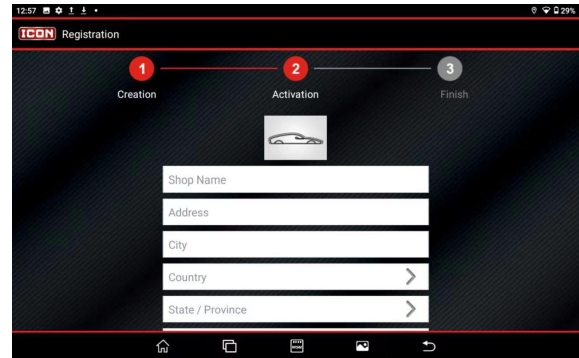 12:57
29%
ICON Registration
1 2 3
Creation Activation Finish
Shop Name
Address
City
Country
State / Province